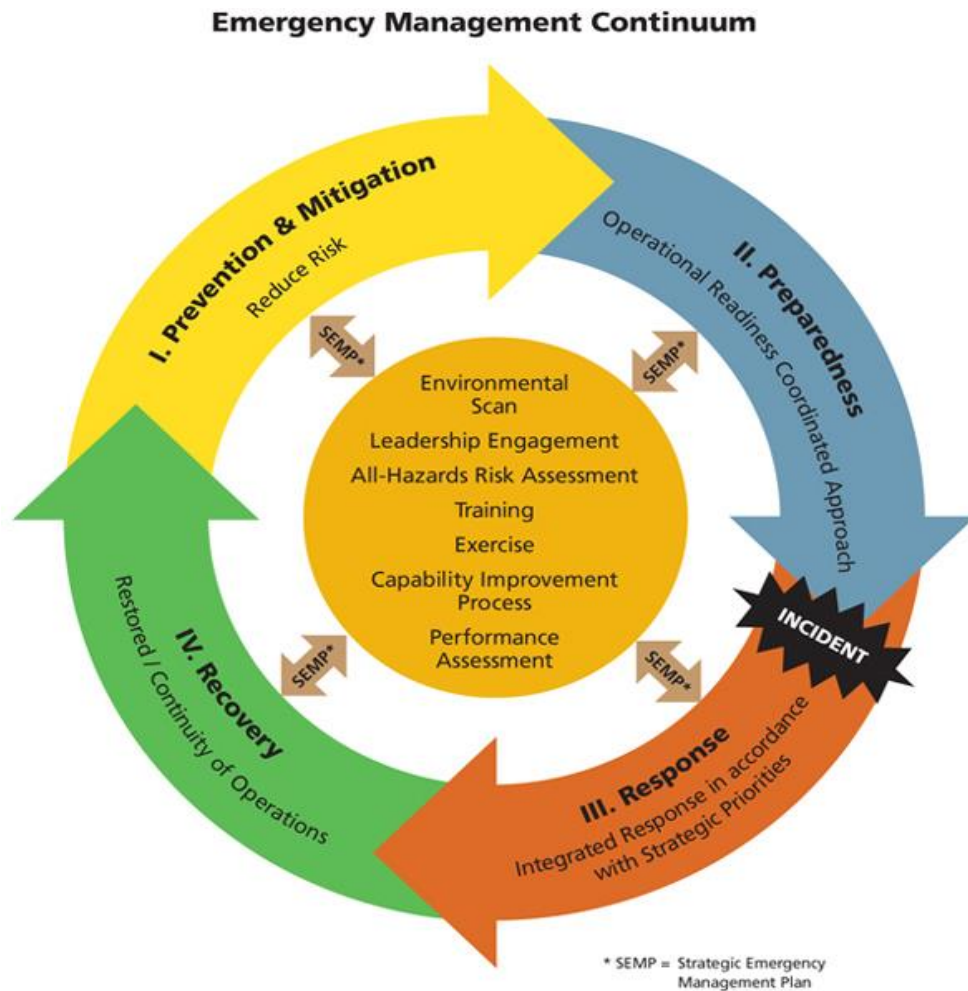 Emergency Management Continuum
I. Prevention & Mitigation
Reduce Risk
II. Preparedness
Operational Readiness Coordinated Approach
SEMP*
SEMP*
Environmental
Scan
Leadership Engagement
All-Hazards Risk Assessment
Training
Exercise
Capability Improvement
Process
Performance
Assessment
INCIDENT
SEMP*
SEMP*
III. Response
Integrated Response in accordance
with Strategic Priorities
IV. Recovery
Restored / Continuity of Operations
* SEMP = Strategic Emergency
Management Plan